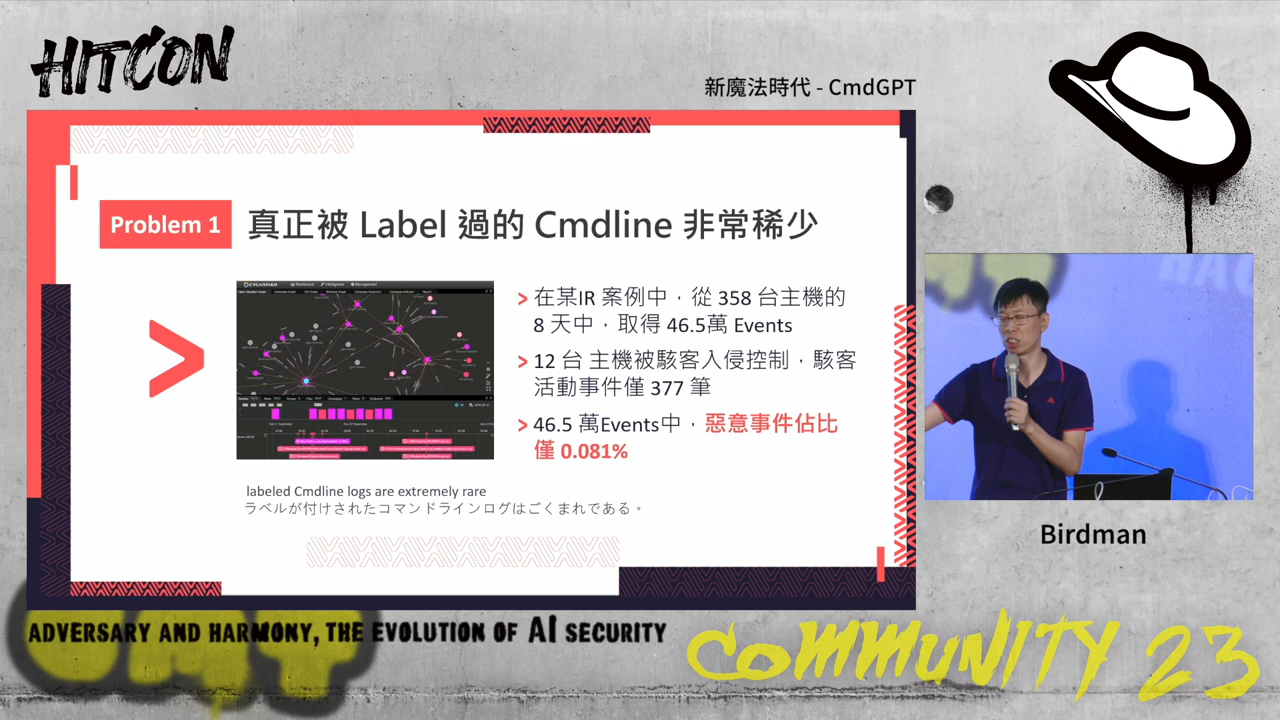 HITCON
新魔法時代 - CmdGPT
Problem 1
真正被 Label 過的 Cmdline 非常稀少
CYCARRIER
在某IR 案例中，從 358 台主機的
8 天中，取得 46.5萬 Events
12 台 主機被駭客入侵控制，駭客
活動事件僅 377 筆
46.5 萬Events中，惡意事件佔比
僅 0.081%
labeled Cmdline logs are extremely rare
ラベルが付けされたコマンドラインログはごくまれである。
Birdman
ADVERSARY AND HARMONY, THE EVOLUTION OF AI SECURITY
COMMUNITY 23